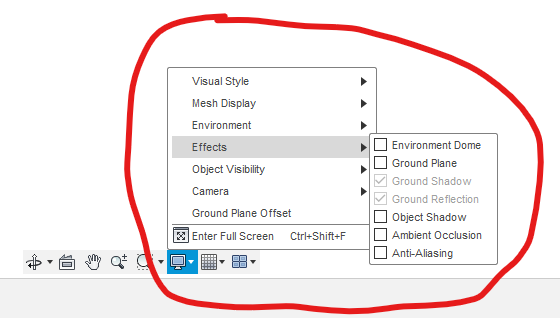 Visual Style
Mesh Display
Environment
Effects
Object Visibility
Camera
Ground Plane Offset
Enter Full Screen Ctrl+Shift+F
Environment Dome
Ground Plane
Ground Shadow
Ground Reflection
Object Shadow
Ambient Occlusion
Anti-Aliasing